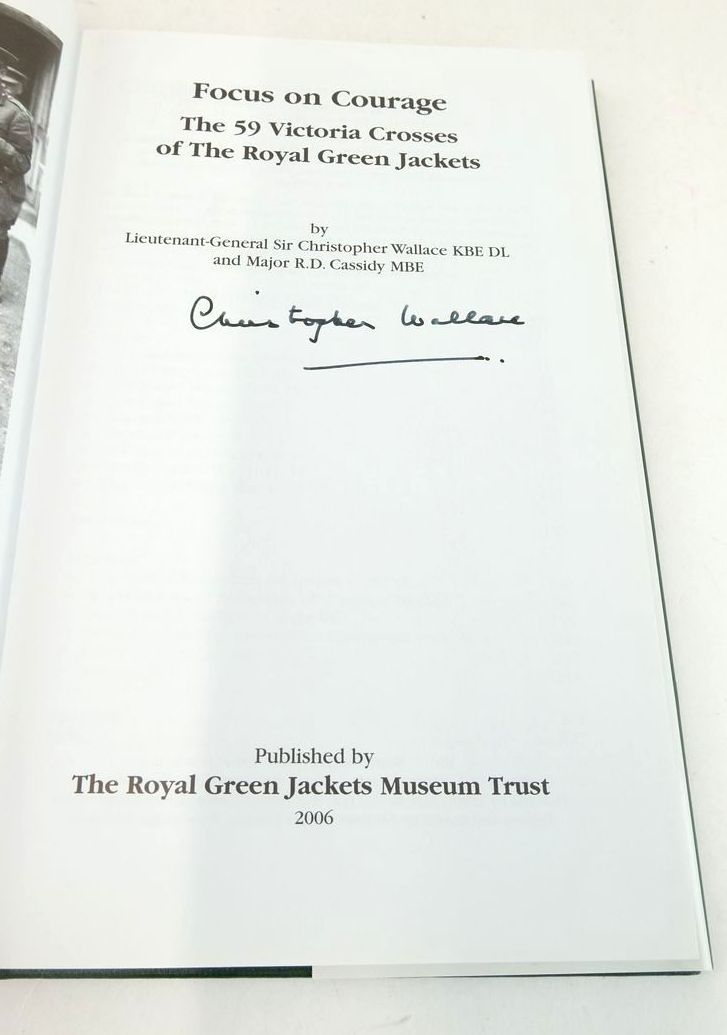 Focus on Courage
The 59 Victoria Crosses
of The Royal Green Jackets
by
Lieutenant-General Sir Christopher Wallace KBE DL
and Major R.D. Cassidy MBE
Christopher Wallace
Published by
The Royal Green Jackets Museum Trust
2006